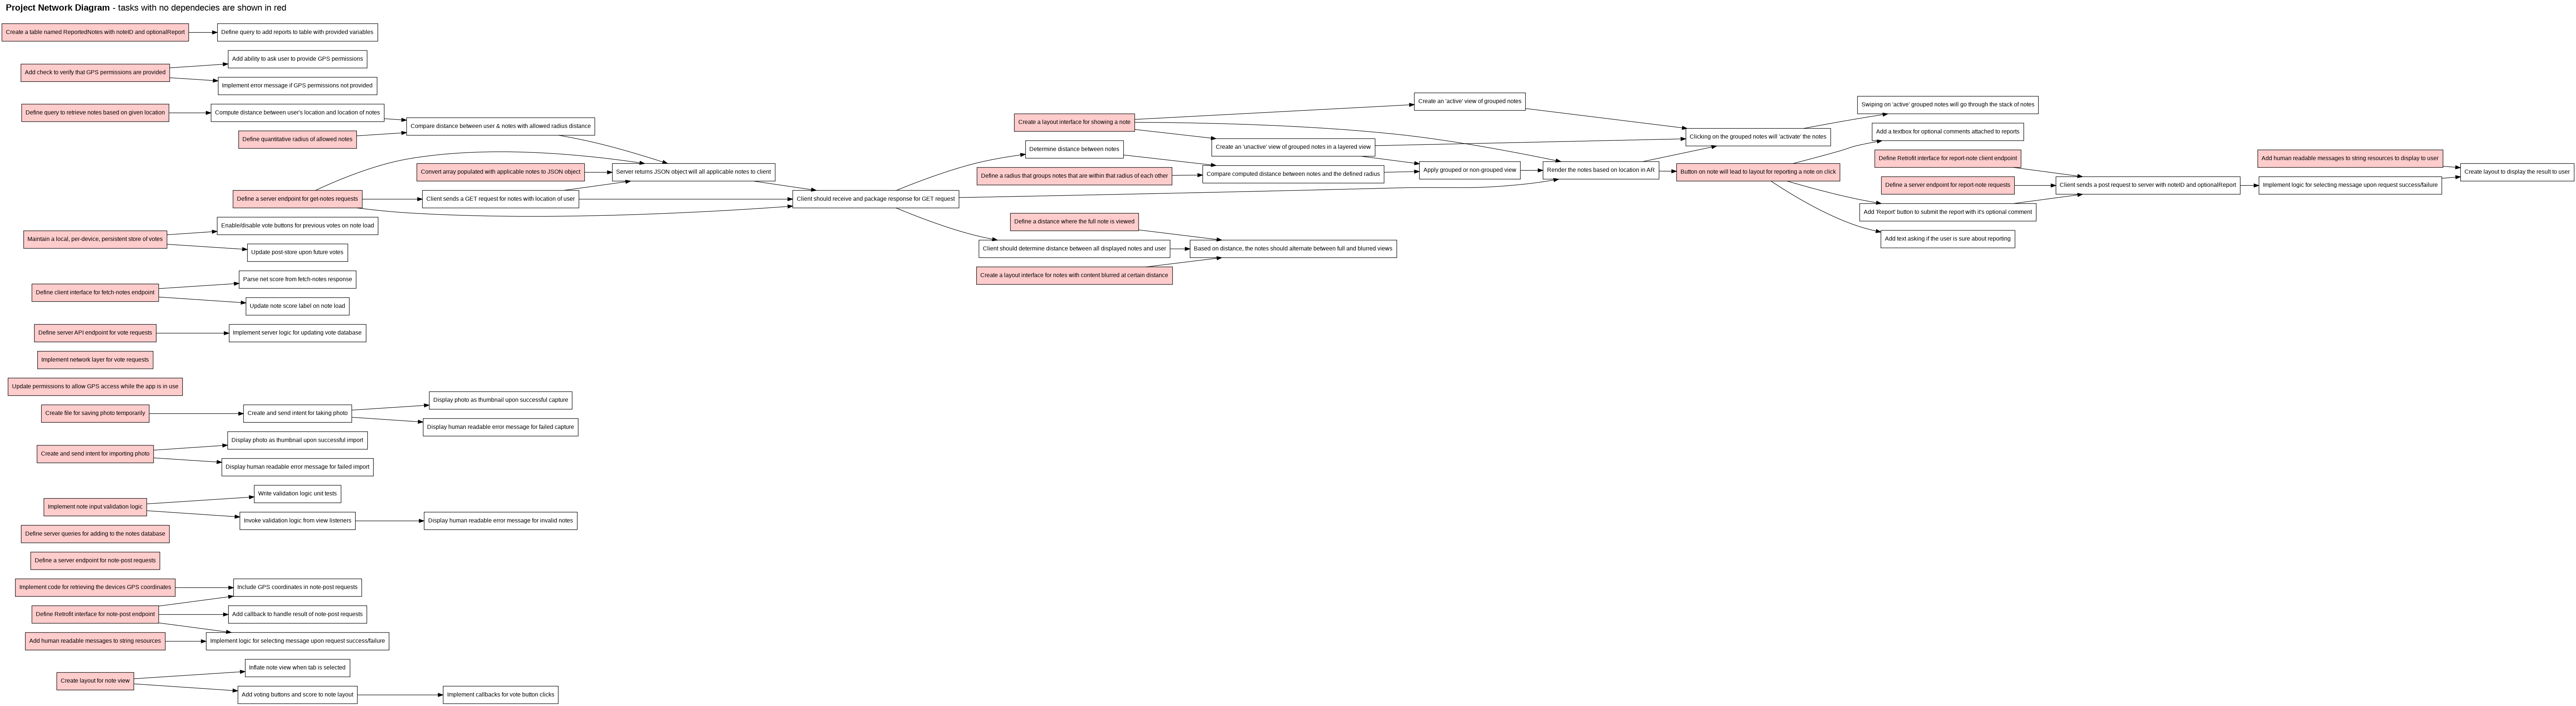 Project Network Diagram - tasks with no dependecies are shown in red
Create a table named ReportedNotes with noteID and optionalReport
Define query to add reports to table with provided variables
Add check to verify that GPS permissions are provided
Add ability to ask user to provide GPS permissions
Implement error message if GPS permissions not provided
Define query to retrieve notes based on given location
Compute distance between user's location and location of notes
Define quantitative radius of allowed notes
Compare distance between user & notes with allowed radius distance
Convert array populated with applicable notes to JSON object
Server returns JSON object will all applicable notes to client
Define a server endpoint for get-notes requests
Client sends a GET request for notes with location of user
Client should receive and package response for GET request
Create a layout interface for showing a note
Determine distance between notes
Define a radius that groups notes that are within that radius of each other
Create an 'active' view of grouped notes
Create an 'unactive' view of grouped notes in a layered view
Compare computed distance between notes and the defined radius
Apply grouped or non-grouped view
Render the notes based on location in AR
Define a distance where the full note is viewed
Client should determine distance between all displayed notes and user
Based on distance, the notes should alternate between full and blurred views
Create a layout interface for notes with content blurred at certain distance
Clicking on the grouped notes will 'activate' the notes
Button on note will lead to layout for reporting a note on click
Swiping on 'active' grouped notes will go through the stack of notes
Add a textbox for optional comments attached to reports
Define Retrofit interface for report-note client endpoint
Define a server endpoint for report-note requests
Add 'Report' button to submit the report with it's optional comment
Add text asking if the user is sure about reporting
Client sends a post request to server with noteID and optionalReport
Add human readable messages to string resources to display to user
Implement logic for selecting message upon request success/failure
Create layout to display the result to user
Maintain a local, per-device, persistent store of votes
Enable/disable vote buttons for previous votes on note load
Update post-store upon future votes
Define client interface for fetch-notes endpoint
Parse net score from fetch-notes response
Update note score label on note load
Define server API endpoint for vote requests
Implement server logic for updating vote database
Implement network layer for vote requests
Update permissions to allow GPS access while the app is in use
Create file for saving photo temporarily
Create and send intent for taking photo
Display photo as thumbnail upon successful capture
Display human readable error message for failed capture
Create and send intent for importing photo
Display photo as thumbnail upon successful import
Display human readable error message for failed import
Implement note input validation logic
Write validation logic unit tests
Invoke validation logic from view listeners
Display human readable error message for invalid notes
Define server queries for adding to the notes database
Define a server endpoint for note-post requests
Implement code for retrieving the devices GPS coordinates
Include GPS coordinates in note-post requests
Define Retrofit interface for note-post endpoint
Add callback to handle result of note-post requests
Add human readable messages to string resources
Implement logic for selecting message upon request success/failure
Create layout for note view
Inflate note view when tab is selected
Add voting buttons and score to note layout
Implement callbacks for vote button clicks